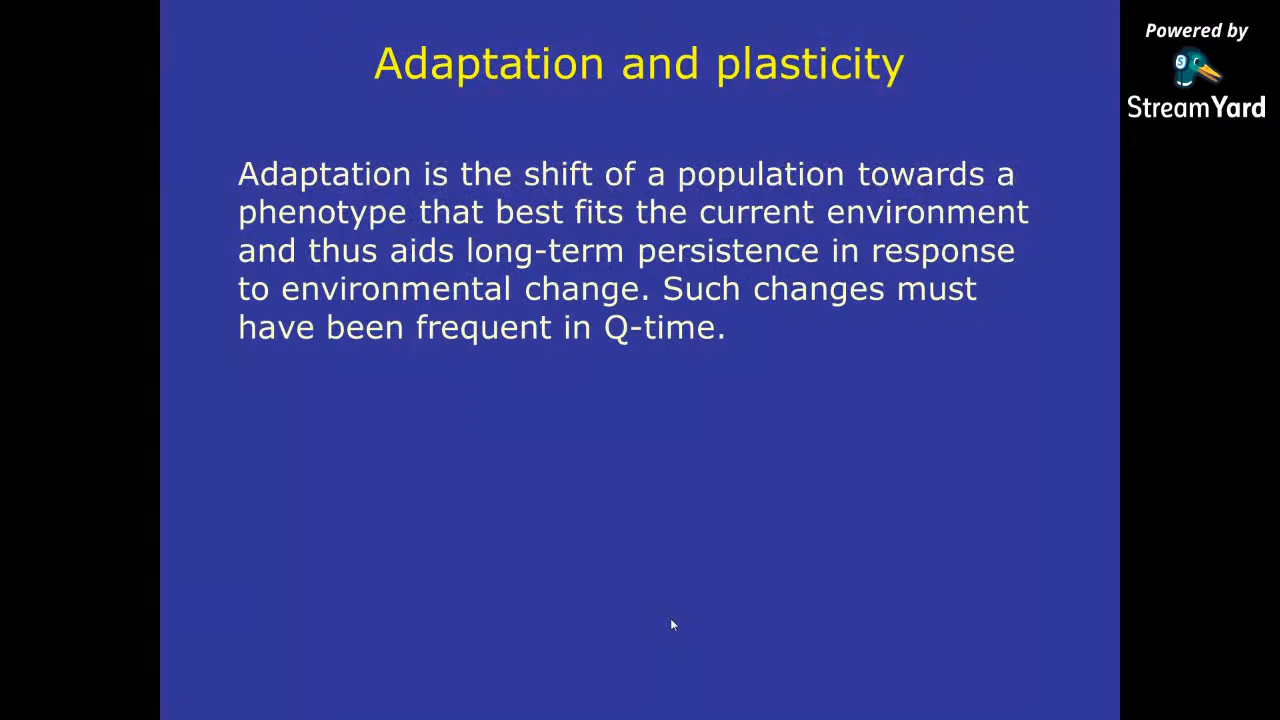 Adaptation and plasticity
Adaptation is the shift of a population towards a
phenotype that best fits the current environment
and thus aids long-term persistence in response
to environmental change. Such changes must
have been frequent in Q-time.
Powered by
S
StreamYard